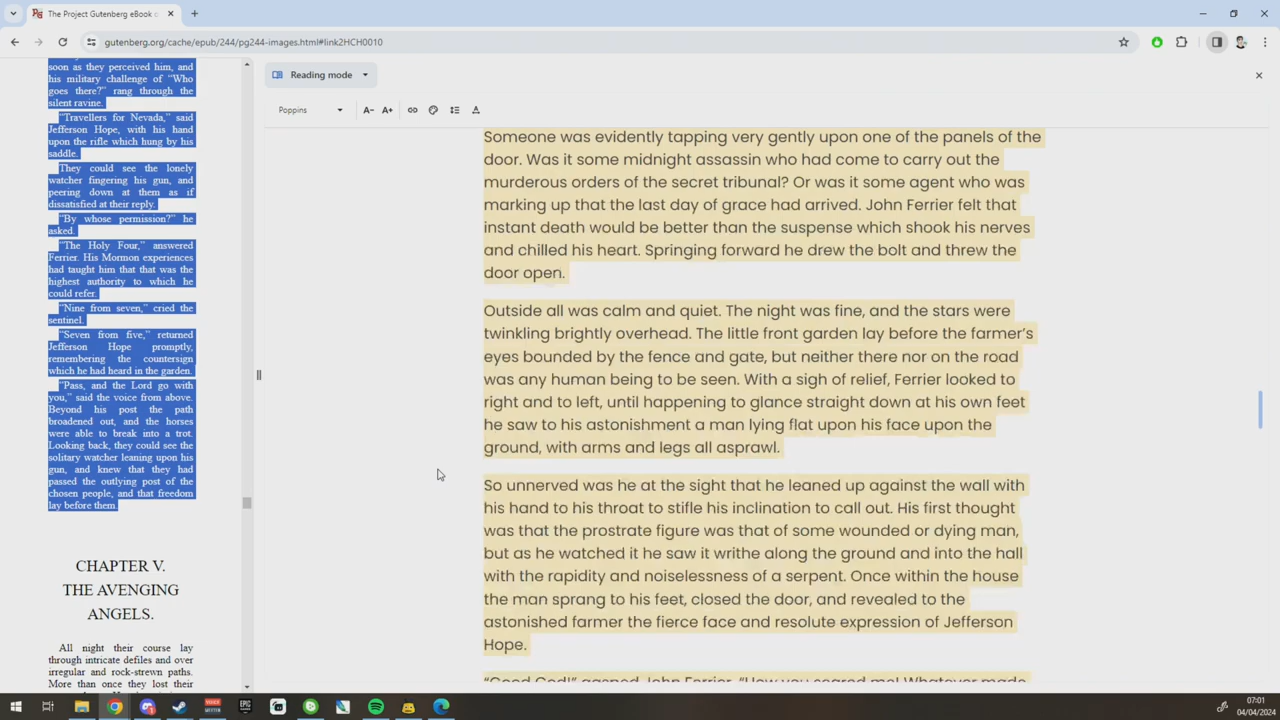 The Project Gutenberg eBook o
gutenberg.org/cache/epub/244/pg244-images.html#link2HCH0010
soon as they perceived him, and
his military challenge of “Who
goes there?” rang through the
silent ravine.
“Travellers for Nevada,” said
Jefferson Hope, with his hand
upon the rifle which hung by his
saddle.
They could see the lonely
watcher fingering his gun, and
peering down at them as if
dissatisfied at their reply.
“By whose permission?” he
asked.
“The Holy Four,” answered
Ferrier. His Mormon experiences
had taught him that that was the
highest authority to which he
could refer.
“Nine from seven,” cried the
sentinel.
“Seven from five,” returned
Jefferson Hope promptly,
remembering the countersign
which he had heard in the garden.
“Pass, and the Lord go with
you,” said the voice from above.
Beyond his post the path
broadened out, and the horses
were able to break into a trot.
Looking back, they could see the
solitary watcher leaning upon his
gun, and knew that they had
passed the outlying post of the
chosen people, and that freedom
lay before them.
CHAPTER V.
THE AVENGING
ANGELS.
All night their course lay
through intricate defiles and over
irregular and rock-strewn paths.
More than once they lost their
Reading mode
Poppins
A-
A+
Someone was evidently tapping very gently upon one of the panels of the
door. Was it some midnight assassin who had come to carry out the
murderous orders of the secret tribunal? Or was it some agent who was
marking up that the last day of grace had arrived. John Ferrier felt that
instant death would be better than the suspense which shook his nerves
and chilled his heart. Springing forward he drew the bolt and threw the
door open.
Outside all was calm and quiet. The night was fine, and the stars were
twinkling brightly overhead. The little front garden lay before the farmer’s
eyes bounded by the fence and gate, but neither there nor on the road
was any human being to be seen. With a sigh of relief, Ferrier looked to
right and to left, until happening to glance straight down at his own feet
he saw to his astonishment a man lying flat upon his face upon the
ground, with arms and legs all asprawl.
So unnerved was he at the sight that he leaned up against the wall with
his hand to his throat to stifle his inclination to call out. His first thought
was that the prostrate figure was that of some wounded or dying man,
but as he watched it he saw it writhe along the ground and into the hall
with the rapidity and noiselessness of a serpent. Once within the house
the man sprang to his feet, closed the door, and revealed to the
astonished farmer the fierce face and resolute expression of Jefferson
Hope.
“Good God!” gasped John Ferrier. “How you scared me! Whatever made
EPIC
07:01
04/04/2024